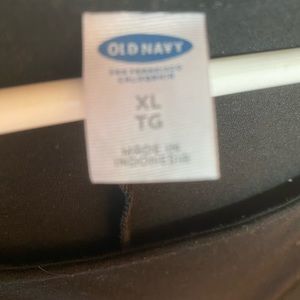 OLD NAVY
SAN FRANCISCO
CALIFORNIA
XL
TG
MADE IN
INDONESIA